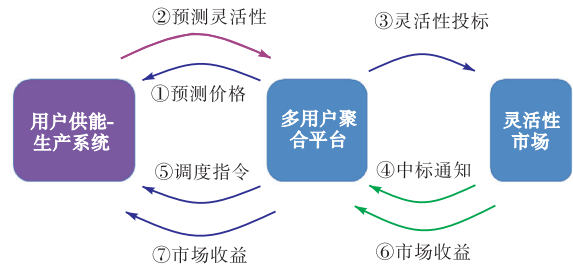 ②预测灵活性
③灵活性投标
①预测价格
用户供能-
生产系统
多用户聚
合平台
灵活性
市场
⑤调度指令
④中标通知
⑦市场收益
⑥市场收益